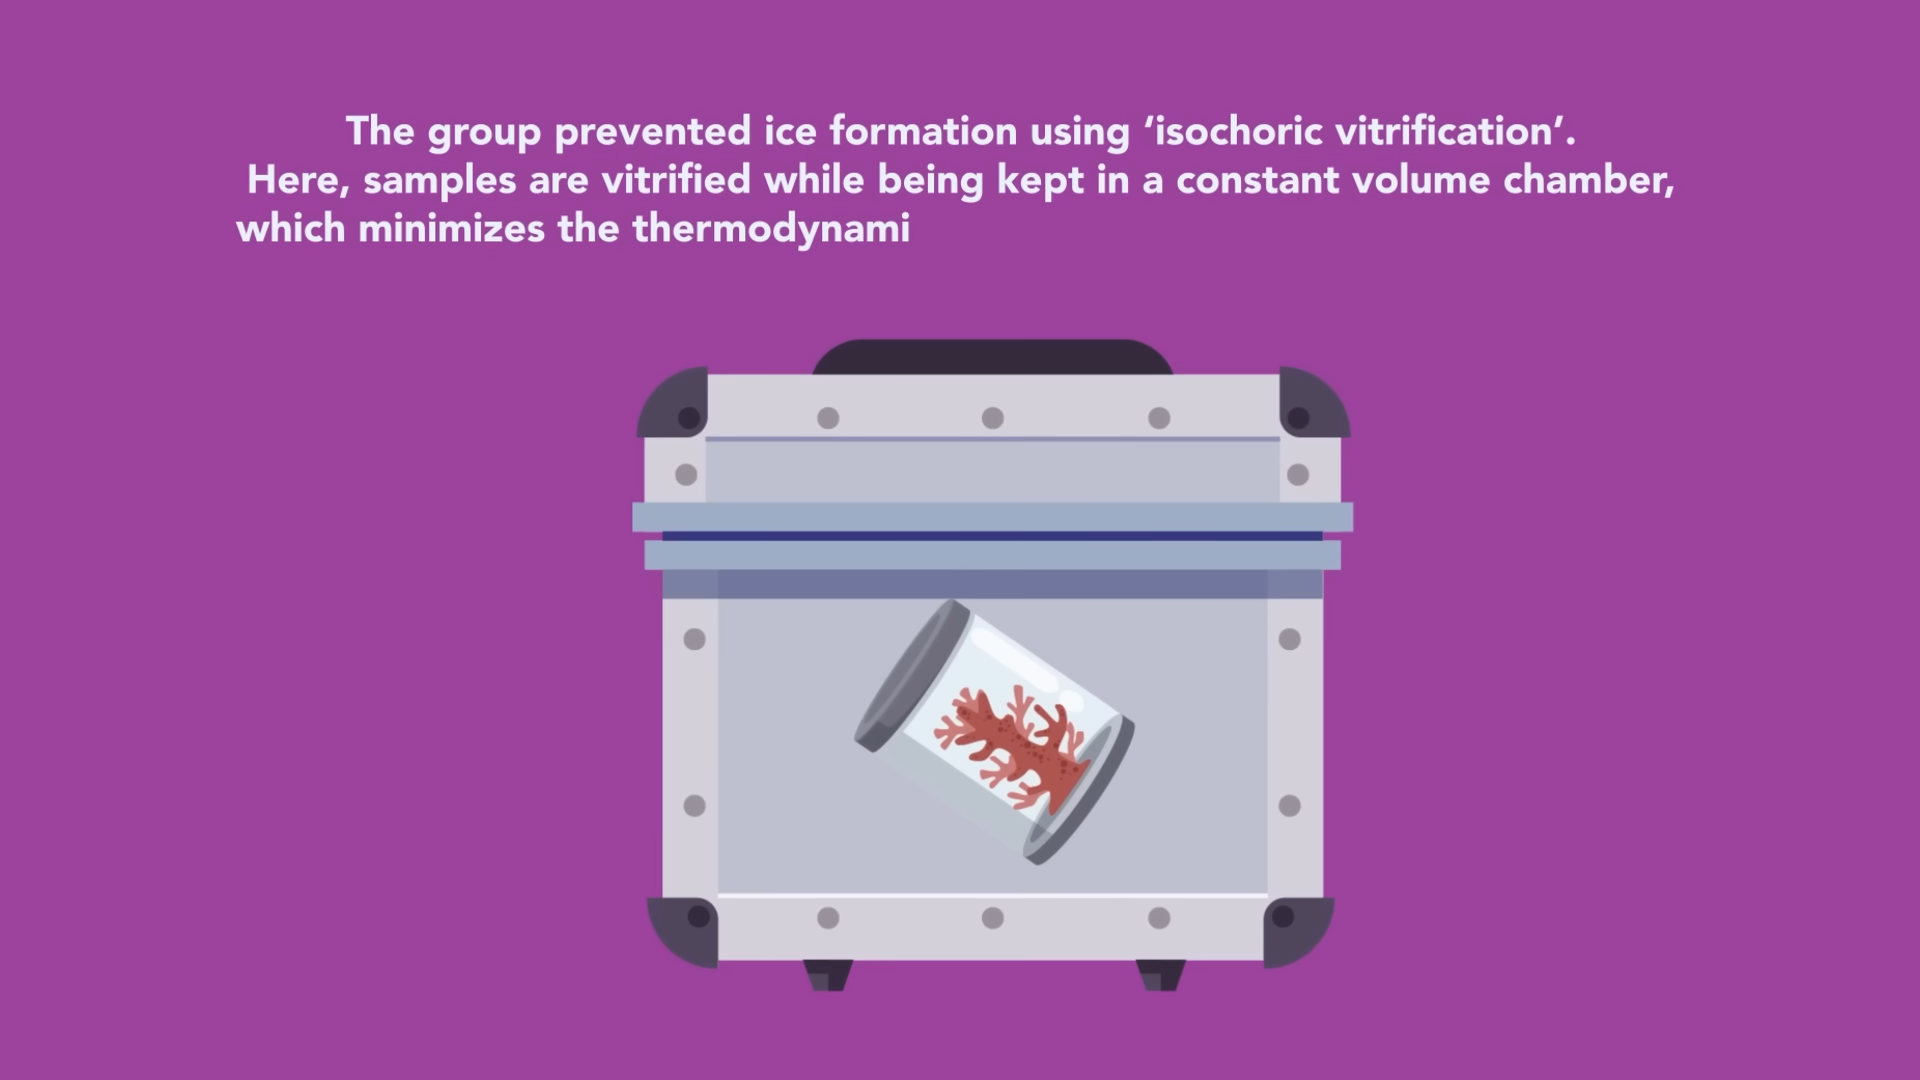 The group prevented ice formation using ‘isochoric vitrification’.
Here, samples are vitrified while being kept in a constant volume chamber,
which minimizes the thermodynami